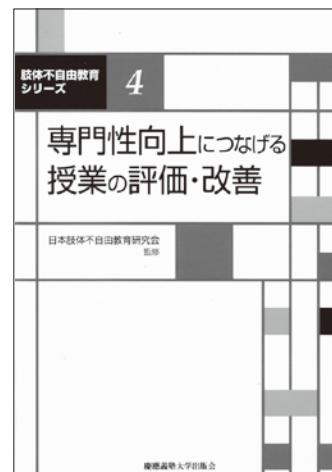 肢体不自由教育
シリーズ
4
専門性向上につなげる
授業の評価・改善
日本肢体不自由教育研究会
監修
慶應義塾大学出版会